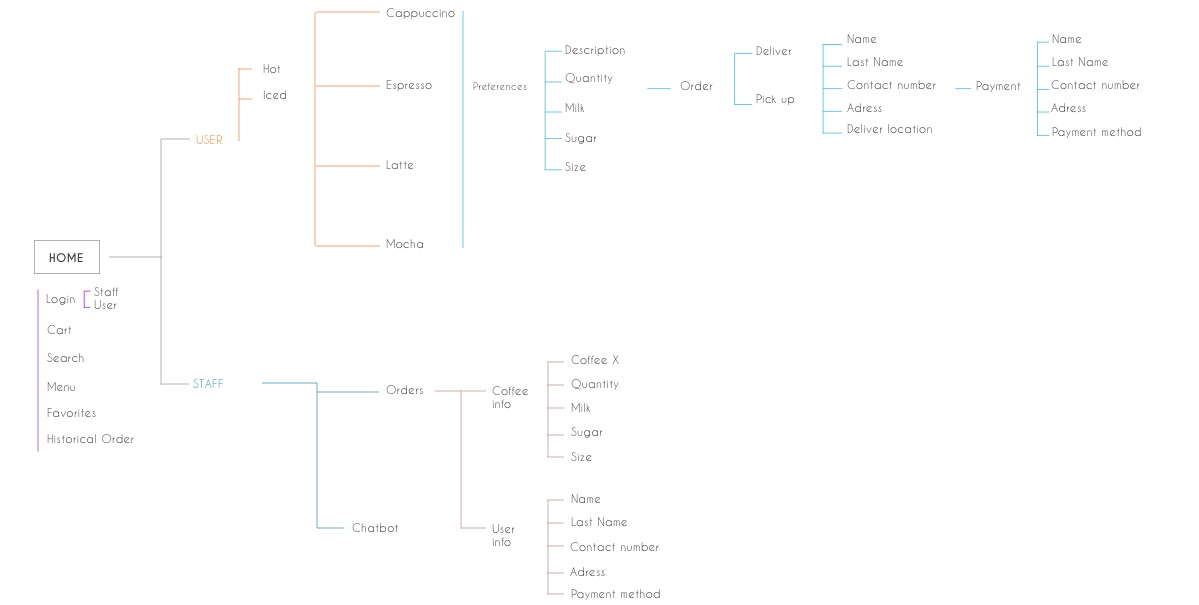 HOME
Login
Staff
User
Cart
Search
Menu
Favorites
Historical Order
USER
Hot
Iced
Cappuccino
Espresso
Latte
Mocha
Preferences
Description
Quantity
Milk
Sugar
Size
Order
Deliver
Pick up
Name
Last Name
Contact number
Adress
Deliver location
Payment
Name
Last Name
Contact number
Adress
Payment method
STAFF
Orders
Chatbot
Coffee
info
Coffee X
Quantity
Milk
Sugar
Size
User
info
Name
Last Name
Contact number
Adress
Payment method